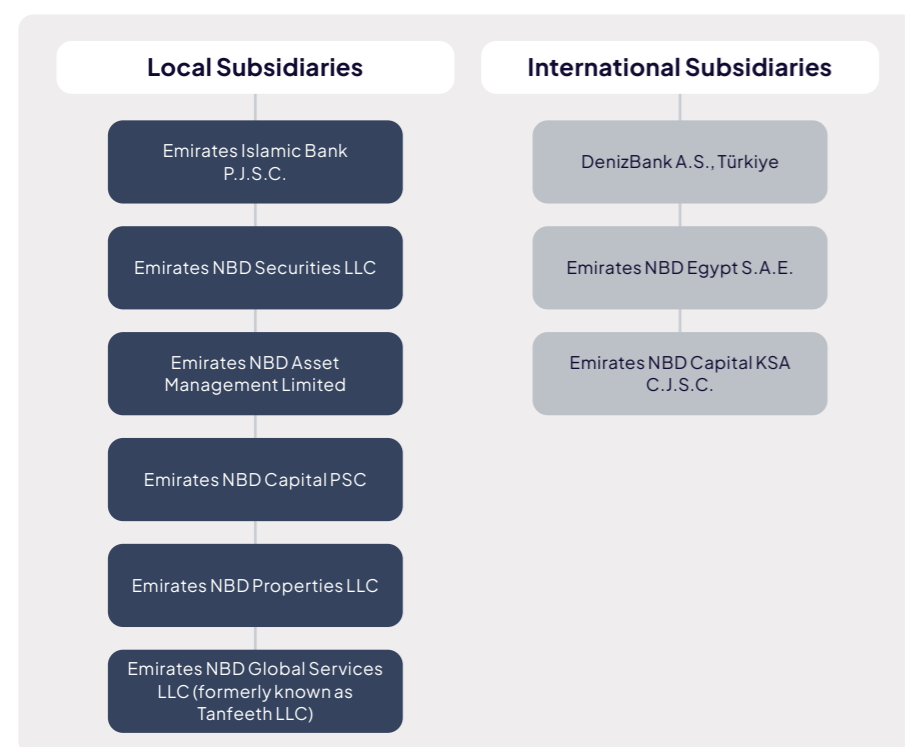 Local Subsidiaries
Emirates Islamic Bank
P.J.S.C.
Emirates NBD Securities LLC
Emirates NBD Asset
Management Limited
Emirates NBD Capital PSC
Emirates NBD Properties LLC
Emirates NBD Global Services
LLC (formerly known as
Tanfeeth LLC)
International Subsidiaries
DenizBank A.S., Türkiye
Emirates NBD Egypt S.A.E.
Emirates NBD Capital KSA
C.J.S.C.